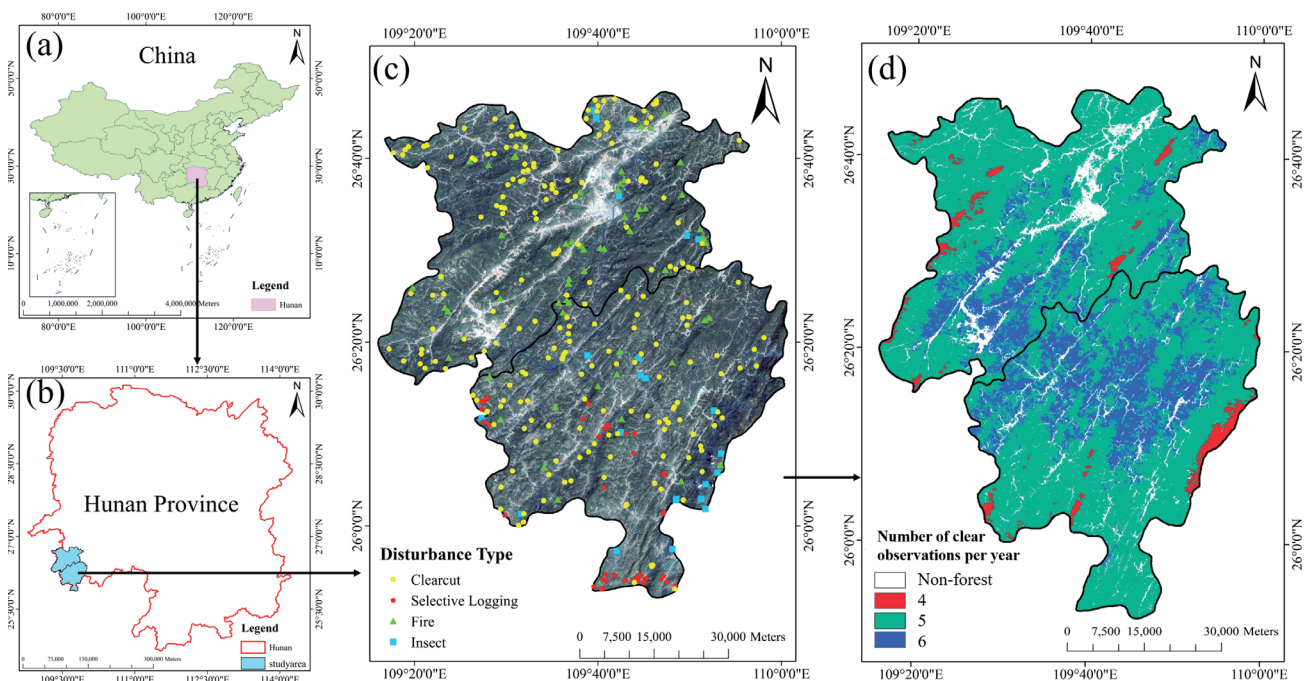 80°0'0"E 100°0'0"E 120°0'0"E
(a)
China
N
50°0'0"N
30°0'0"N
10°0'0"N
50°0'0"N
30°0'0"N
10°0'0"N
Legend
Hunan
0 1,000,000 2,000,000 4,000,000 Meters
80°0'0"E 100°0'0"E 120°0'0"E
109°30'0"E 111°0'0"E 112°30'0"E 114°0'0"E
(b)
N
Hunan Province
30°0'0"N
28°30'0"N
27°0'0"N
25°30'0"N
30°0'0"N
28°30'0"N
27°0'0"N
25°30'0"N
Legend
Hunan
studyarea
0 75,000 150,000 300,000 Meters
109°30'0"E 111°0'0"E 112°30'0"E 114°0'0"E
109°20'0"E 109°40'0"E 110°0'0"E
(c)
N
26°40'0"N
26°20'0"N
26°0'0"N
26°40'0"N
26°20'0"N
26°0'0"N
Disturbance Type
Clearcut
Selective Logging
Fire
Insect
0 7,500 15,000 30,000 Meters
109°20'0"E 109°40'0"E 110°0'0"E
109°20'0"E 109°40'0"E 110°0'0"E
(d)
N
26°40'0"N
26°20'0"N
26°0'0"N
26°40'0"N
26°20'0"N
26°0'0"N
Number of clear
observations per year
Non-forest
4
5
6
0 7,500 15,000 30,000 Meters
109°20'0"E 109°40'0"E 110°0'0"E